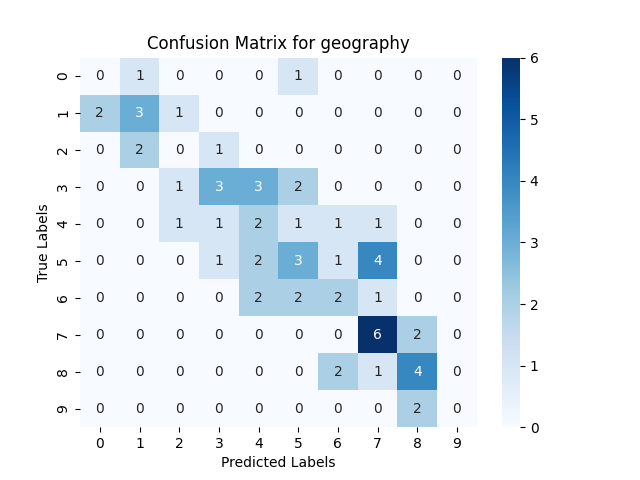 Confusion Matrix for geography
True Labels
0 0 1 0 0 0 1 0 0 0 0
1 2 3 1 0 0 0 0 0 0 0
2 0 2 0 1 0 0 0 0 0 0
3 0 0 1 3 3 2 0 0 0 0
4 0 0 1 1 2 1 1 1 0 0
5 0 0 0 1 2 3 1 4 0 0
6 0 0 0 0 2 2 2 1 0 0
7 0 0 0 0 0 0 0 6 2 0
8 0 0 0 0 0 0 2 1 4 0
9 0 0 0 0 0 0 0 0 2 0
0 1 2 3 4 5 6 7 8 9
Predicted Labels
6
5
4
3
2
1
0